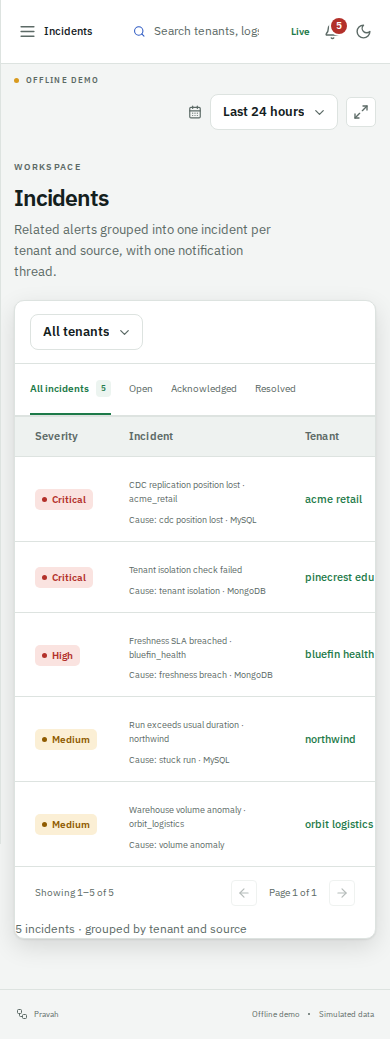 Incidents
Search tenants, logs
Live
5
OFFLINE DEMO
Last 24 hours
WORKSPACE
Incidents
Related alerts grouped into one incident per
tenant and source, with one notification
thread.
All tenants
All incidents 5 Open Acknowledged Resolved
Severity Incident Tenant
CDC replication position lost ·
acme_retail
Critical
Cause: cdc position lost · MySQL
acme retail
Tenant isolation check failed
Critical
Cause: tenant isolation · MongoDB
pinecrest edu
Freshness SLA breached ·
bluefin_health
High
Cause: freshness breach · MongoDB
bluefin health
Run exceeds usual duration ·
northwind
Medium
Cause: stuck run · MySQL
northwind
Warehouse volume anomaly ·
orbit_logistics
Medium
Cause: volume anomaly
orbit logistics
Showing 1–5 of 5
Page 1 of 1
5 incidents · grouped by tenant and source
Pravah
Offline demo • Simulated data